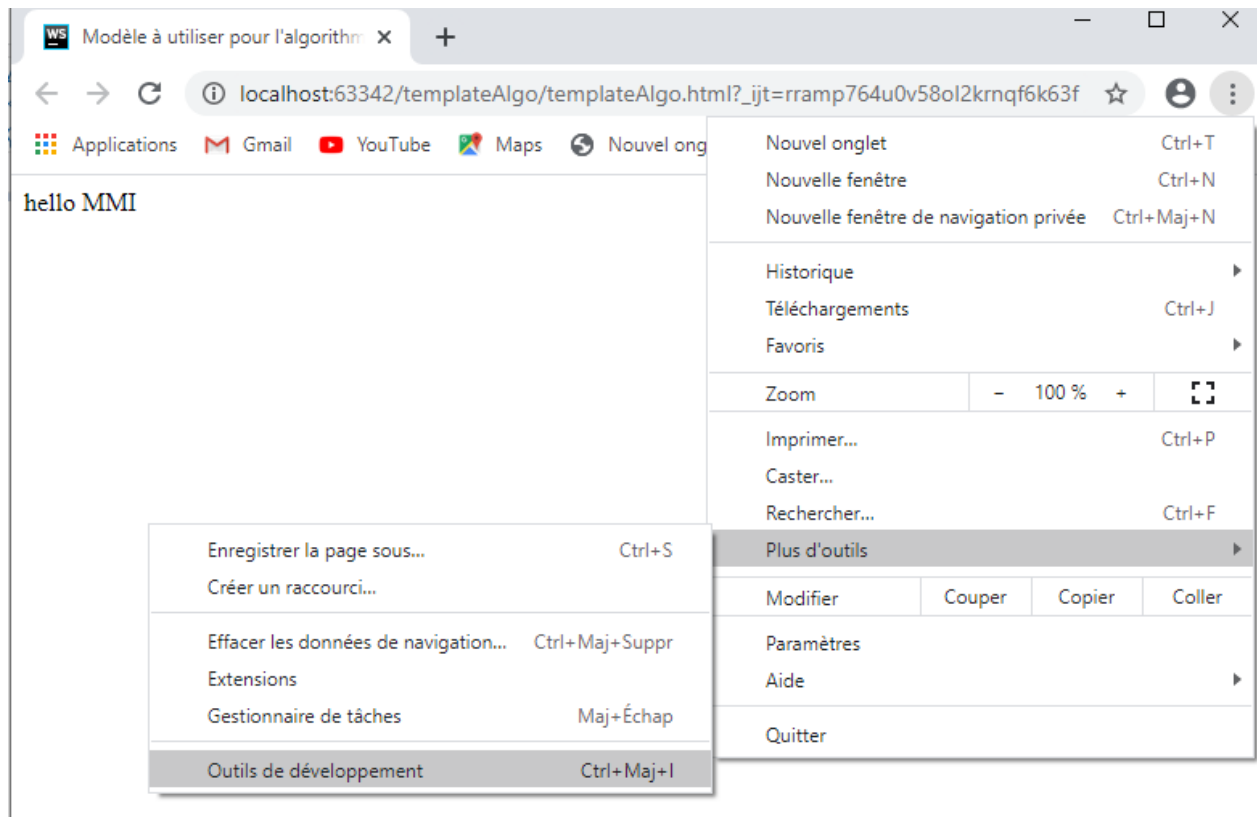 WS Modèle à utiliser pour l'algorithm
localhost:63342/templateAlgo/templateAlgo.html?_ijt=rramp764u0v58ol2krnqf6k63f
Applications Gmail YouTube Maps Nouvel ong
hello MMI
Nouvel onglet Ctrl+T
Nouvelle fenêtre Ctrl+N
Nouvelle fenêtre de navigation privée Ctrl+Maj+N
Historique
Téléchargements Ctrl+J
Favoris
Zoom - 100 % +
Imprimer... Ctrl+P
Caster...
Rechercher... Ctrl+F
Plus d'outils
Modifier Couper Copier Coller
Paramètres
Aide
Quitter
Enregistrer la page sous... Ctrl+S
Créer un raccourci...
Effacer les données de navigation... Ctrl+Maj+Suppr
Extensions
Gestionnaire de tâches Maj+Échap
Outils de développement Ctrl+Maj+I